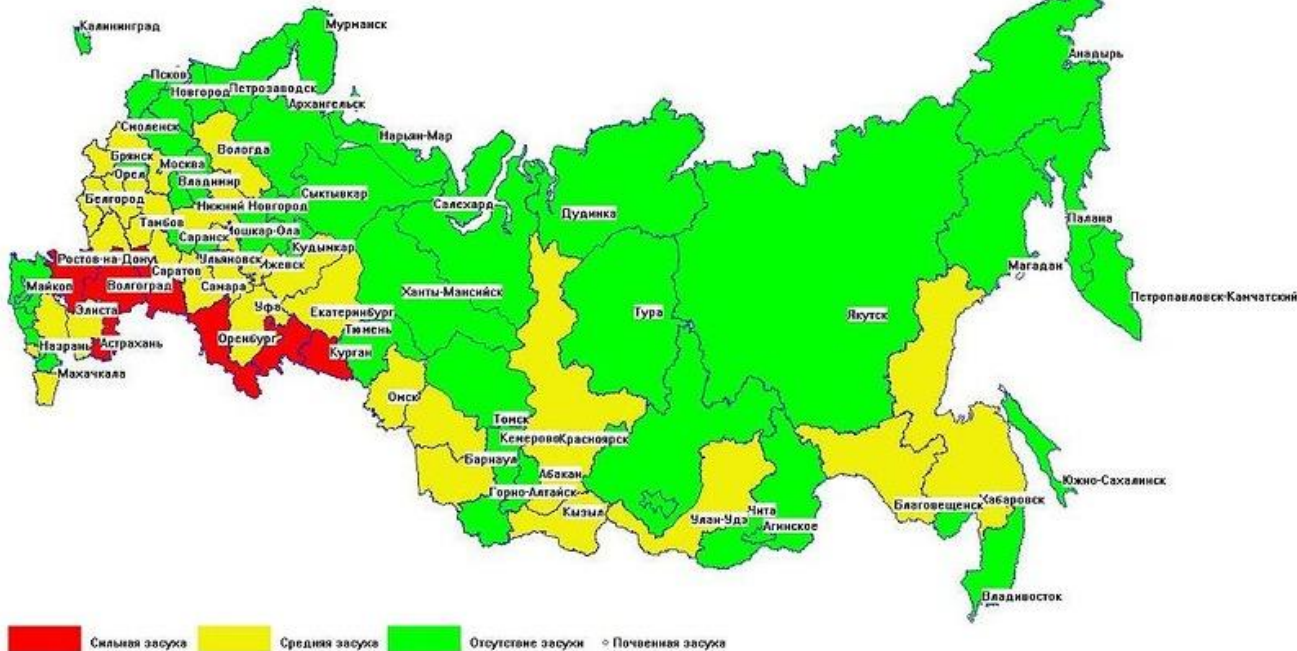 Калининград
Мурманск
Анадырь
Псков
Новгород
Петрозаводск
Архангельск
Смоленск
Нарьян-Мар
Вологда
Брянск
Москва
Орел
Владимир
Сыктывкар
Белгород
Нижний Новгород
Салехард
Дудинка
Палана
Тамбов
Йошкар-Ола
Саранск
Кудымкар
Ростов-на-Дону
Ульяновск
Ижевск
Саратов
Магадан
Майкоп
Волгоград
Самара
Ханты-Мансийск
Петропавловск-Камчатский
Элиста
Уфа
Екатеринбург
Тура
Якутск
Тюмень
Назрань
Астрахань
Оренбург
Курган
Махачкала
Омск
Томск
Кемерово
Красноярск
Барнаул
Абакан
Южно-Сахалинск
Горно-Алтайск
Хабаровск
Кызыл
Благовещенск
Улан-Удэ
Чита
Агинское
Владивосток
Сильная засуха Средняя засуха Отсутствие засухи Почвенная засуха